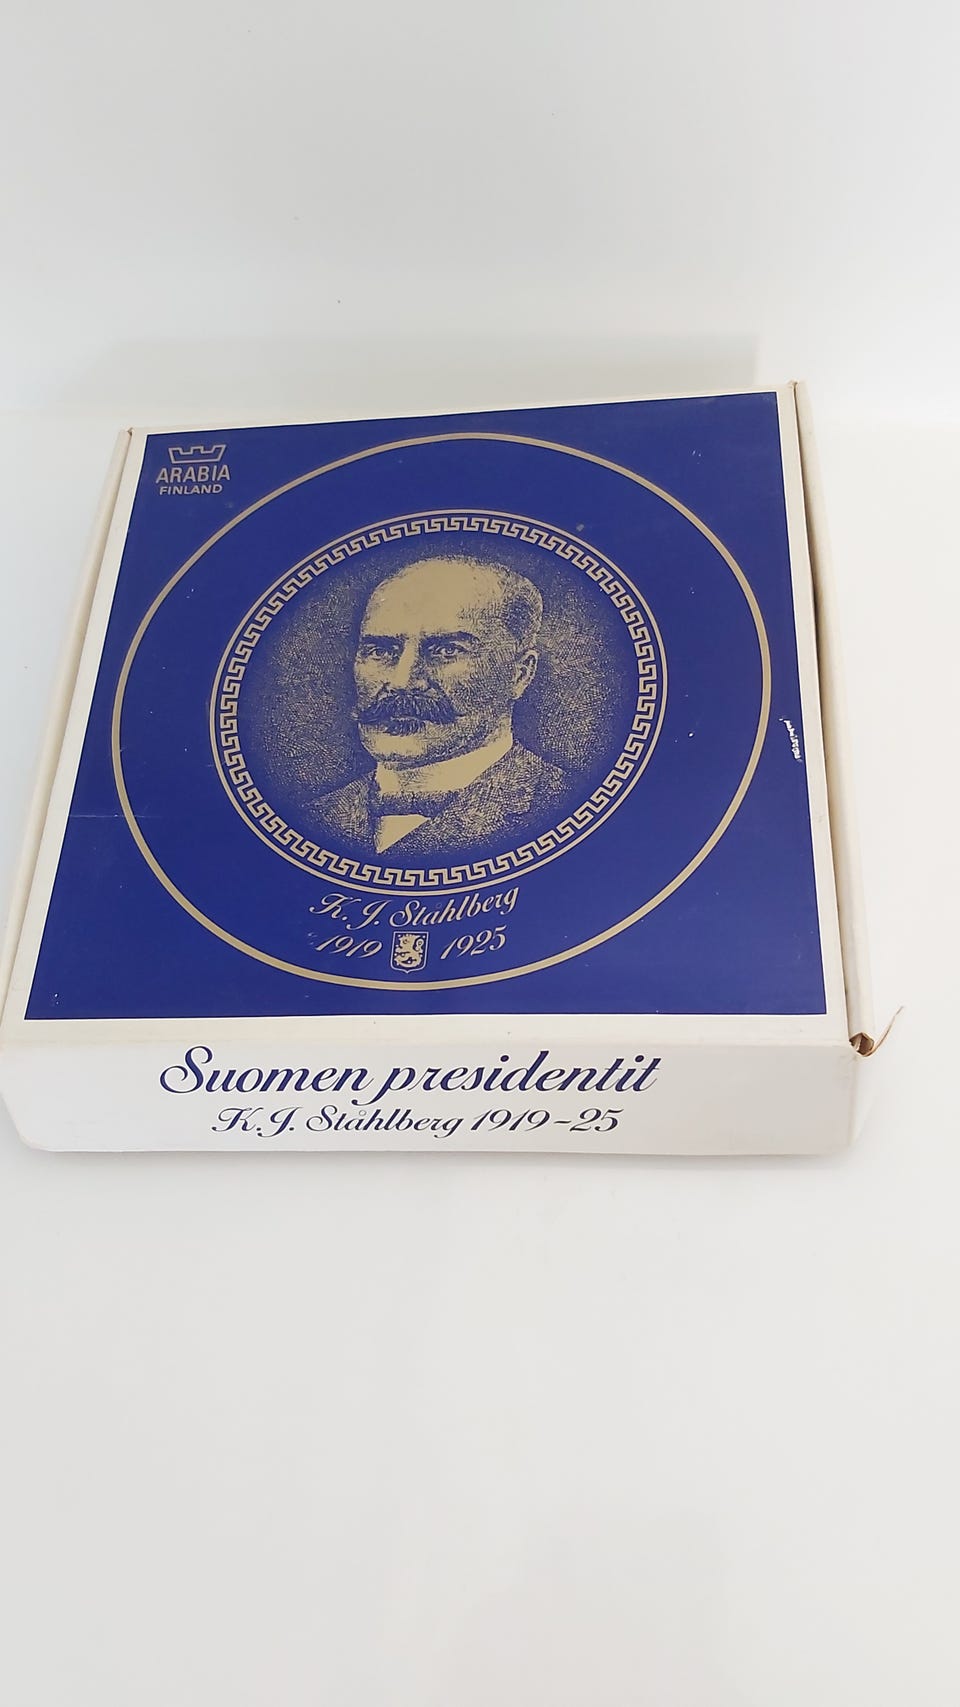 ARABIA
FINLAND
K. J. Ståhlberg
1919 1925
Suomen presidentit
K. J. Ståhlberg 1919-25